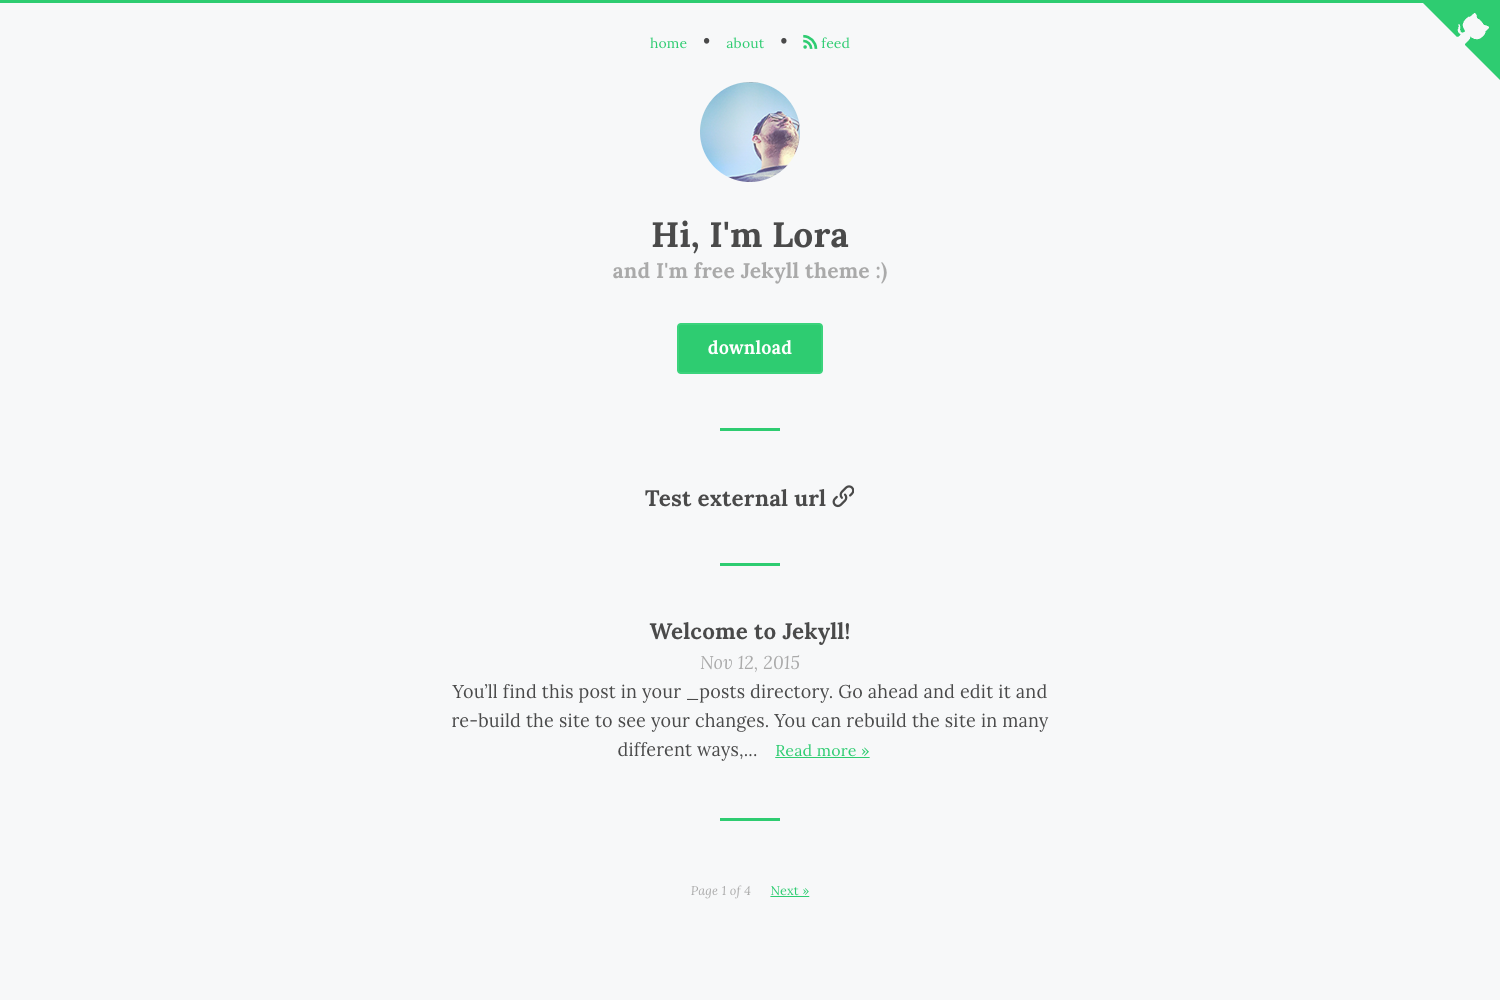 home • about • feed
Hi, I'm Lora
and I'm free Jekyll theme :)
download
Test external url
Welcome to Jekyll!
Nov 12, 2015
You’ll find this post in your _posts directory. Go ahead and edit it and
re-build the site to see your changes. You can rebuild the site in many
different ways,... Read more »
Page 1 of 4 Next »